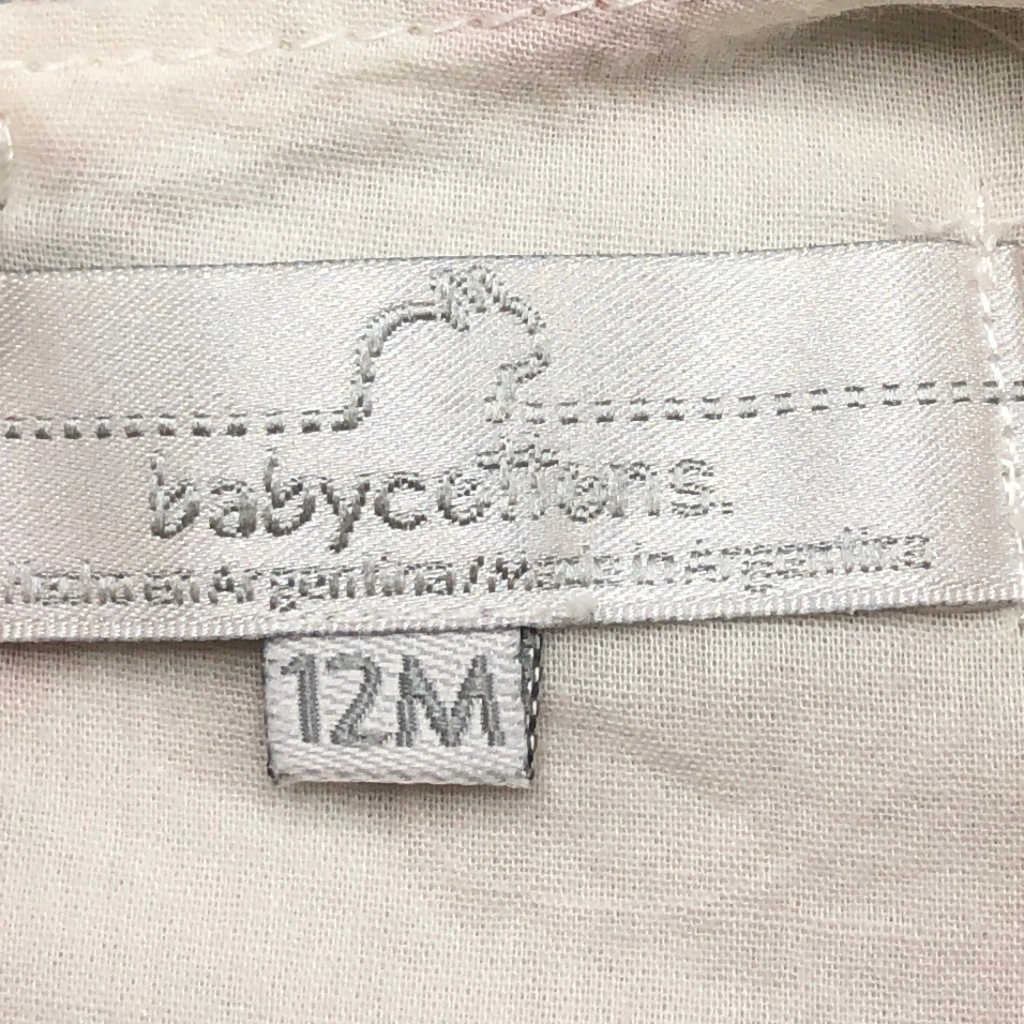 babycottons.
Hecho en Argentina / Made in Argentina
12M